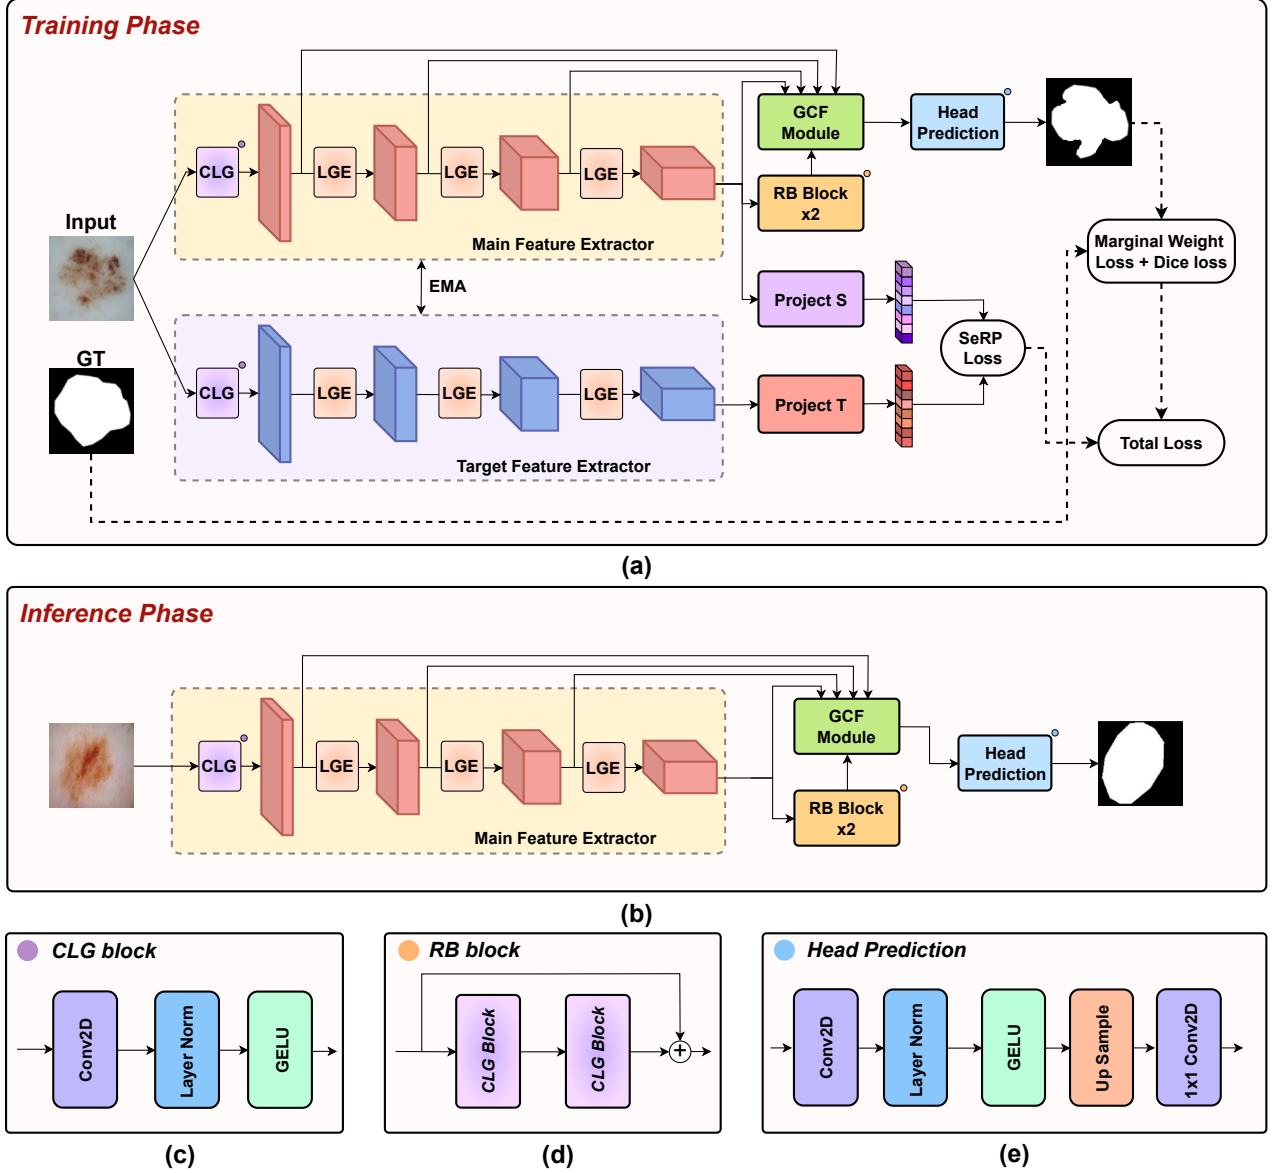 Training Phase
Input
GT
CLG
LGE
LGE
LGE
Main Feature Extractor
EMA
CLG
LGE
LGE
LGE
Target Feature Extractor
GCF
Module
RB Block
x2
Head
Prediction
Project S
Project T
SeRP
Loss
Marginal Weight
Loss + Dice loss
Total Loss
(a)
Inference Phase
CLG
LGE
LGE
LGE
Main Feature Extractor
GCF
Module
RB Block
x2
Head
Prediction
(b)
CLG block
Conv2D
Layer Norm
GELU
(c)
RB block
CLG Block
CLG Block
+
(d)
Head Prediction
Conv2D
Layer Norm
GELU
Up Sample
1x1 Conv2D
(e)